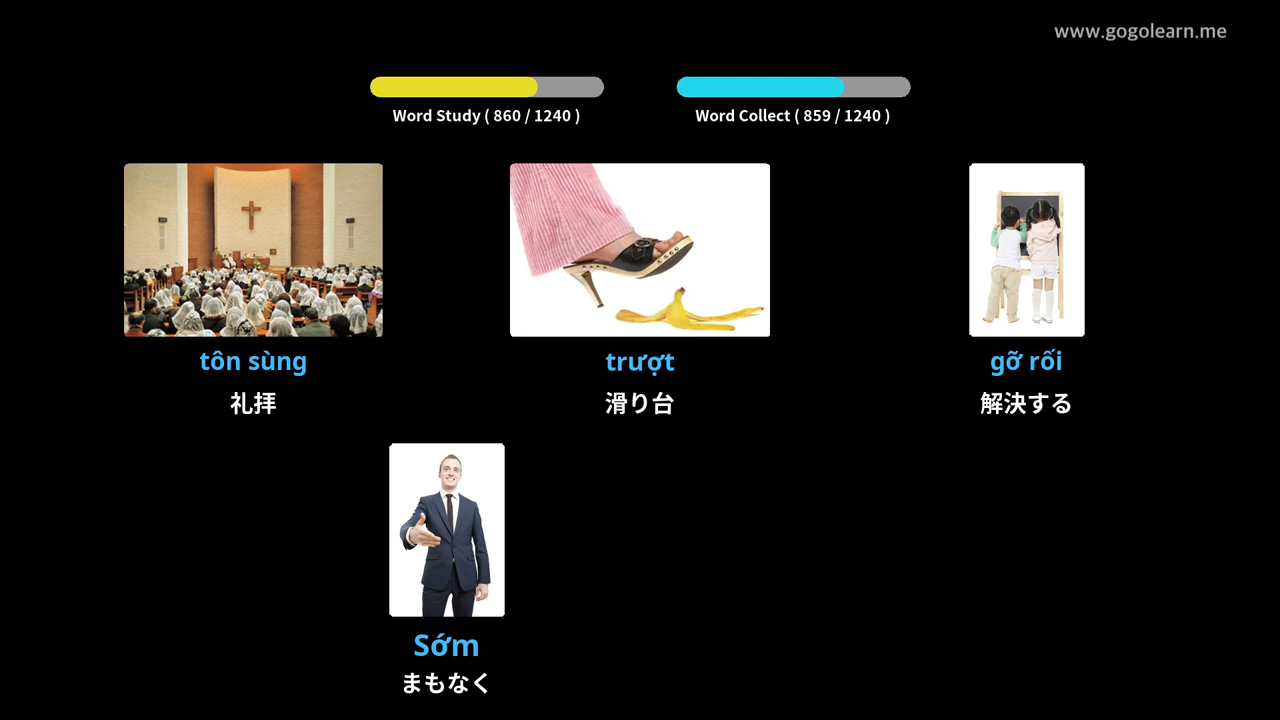 www.gogolearn.me
Word Study ( 860 / 1240 )
Word Collect ( 859 / 1240 )
tôn sùng
礼拝
trượt
滑り台
gỡ rối
解決する
Sớm
まもなく